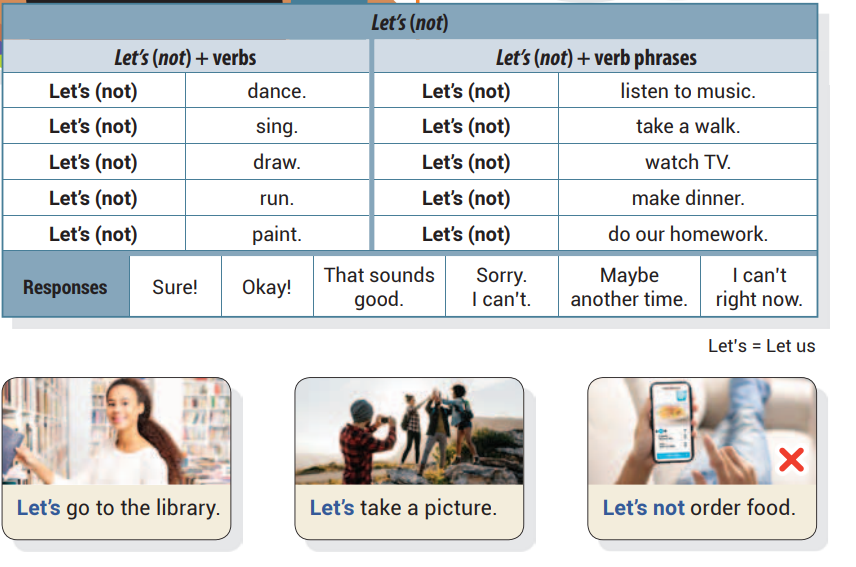 Let's (not)
Let's (not) + verbs
Let's (not) + verb phrases
Let's (not) dance. Let's (not) listen to music.
Let's (not) sing. Let's (not) take a walk.
Let's (not) draw. Let's (not) watch TV.
Let's (not) run. Let's (not) make dinner.
Let's (not) paint. Let's (not) do our homework.
Responses
Sure!
Okay!
That sounds
good.
Sorry.
I can't.
Maybe
another time.
I can't
right now.
Let's = Let us
Let's go to the library.
Let's take a picture.
Let's not order food.